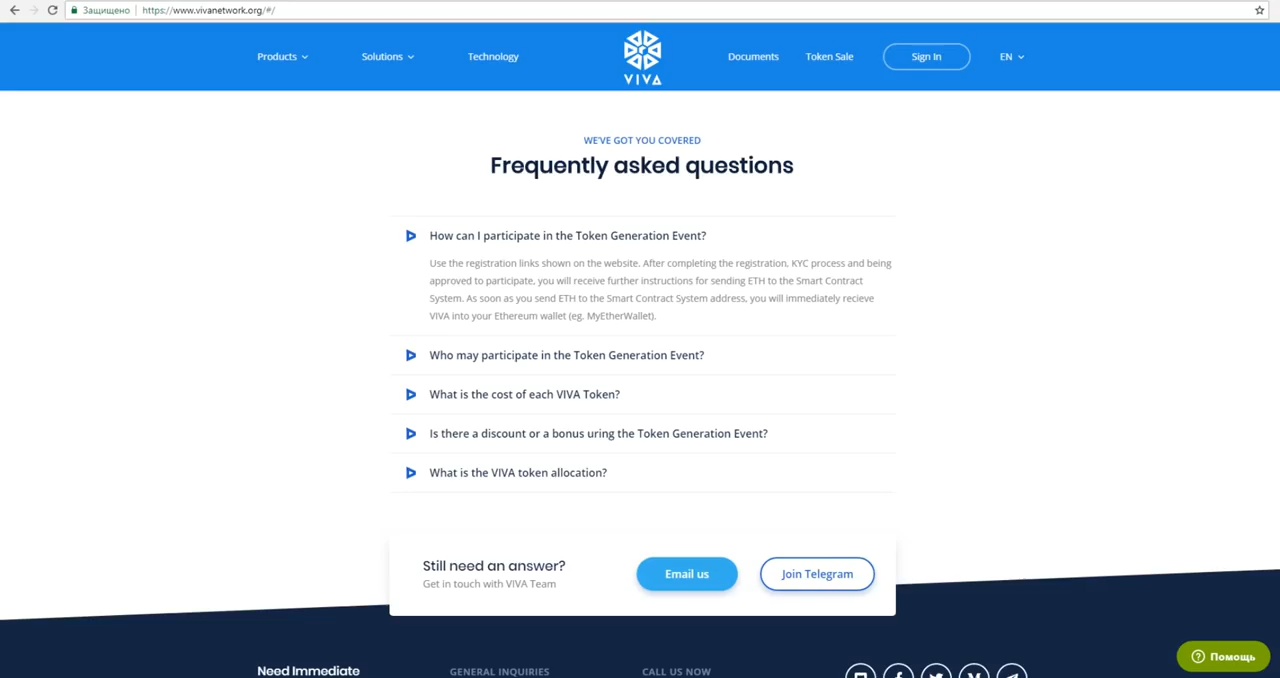 Защищено | https://www.vivanetwork.org/#/
Products Solutions Technology VIVA Documents Token Sale Sign In EN
WE'VE GOT YOU COVERED
Frequently asked questions
How can I participate in the Token Generation Event?
Use the registration links shown on the website. After completing the registration, KYC process and being
approved to participate, you will receive further instructions for sending ETH to the Smart Contract
System. As soon as you send ETH to the Smart Contract System address, you will immediately recieve
VIVA into your Ethereum wallet (eg. MyEtherWallet).
Who may participate in the Token Generation Event?
What is the cost of each VIVA Token?
Is there a discount or a bonus uring the Token Generation Event?
What is the VIVA token allocation?
Still need an answer?
Get in touch with VIVA Team
Email us
Join Telegram
Need Immediate
GENERAL INQUIRIES
CALL US NOW
Помощь